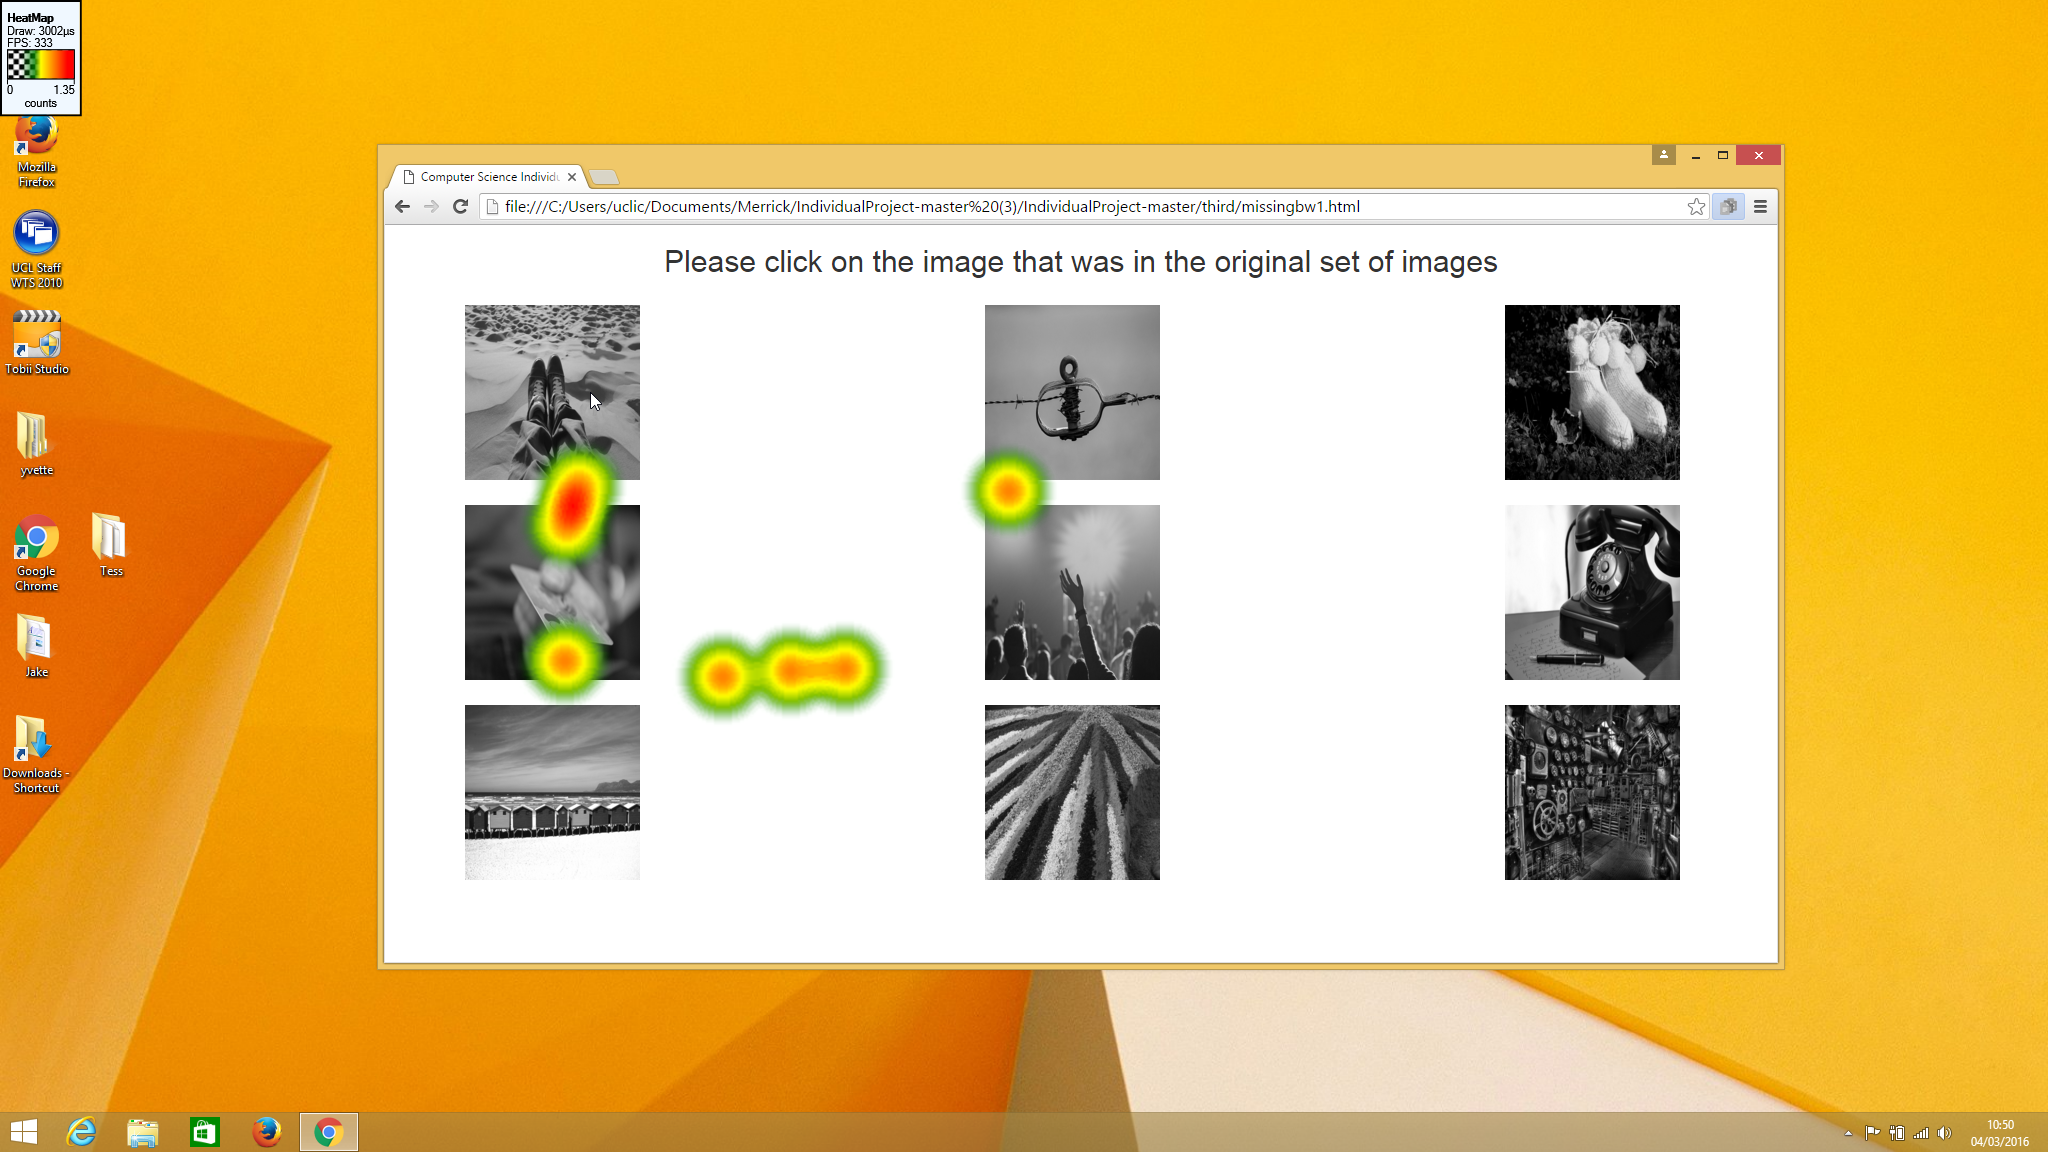 HeatMap
Draw: 3002µs
FPS: 333
0 1.35
counts
Mozilla
Firefox
UCL Staff
WTS 2010
Tobii Studio
yvette
Google
Chrome
Tess
Jake
Downloads -
Shortcut
Computer Science Individu
file:///C:/Users/uclic/Documents/Merrick/IndividualProject-master%20(3)/IndividualProject-master/third/missingbw1.html
Please click on the image that was in the original set of images
10:50
04/03/2016